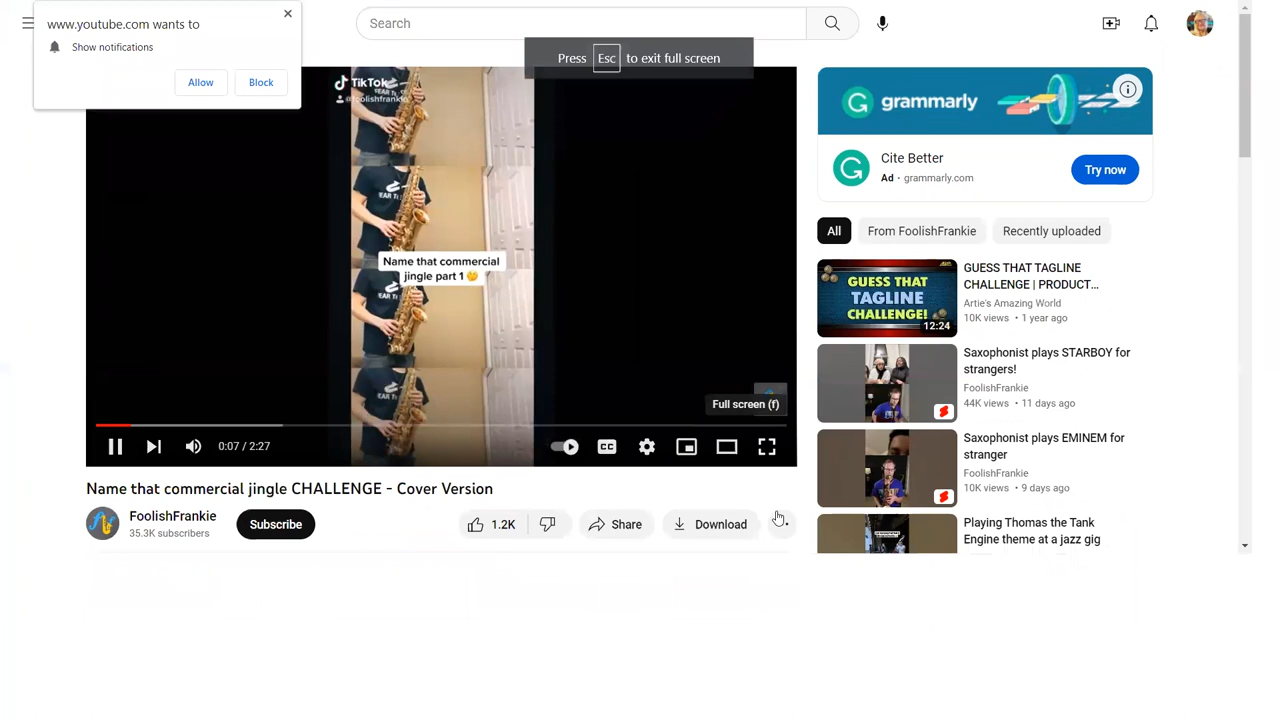 www.youtube.com wants to
Show notifications
Allow
Block
Search
Press Esc to exit full screen
TikTok
@foolishfrankie
Name that commercial
jingle part 1 🤔
Full screen (f)
0:07 / 2:27
CC
Name that commercial jingle CHALLENGE - Cover Version
FoolishFrankie
35.3K subscribers
Subscribe
1.2K
Share
Download
grammarly
Cite Better
Ad · grammarly.com
Try now
All
From FoolishFrankie
Recently uploaded
GUESS THAT
TAGLINE
CHALLENGE!
12:24
GUESS THAT TAGLINE
CHALLENGE | PRODUCT...
Artie's Amazing World
10K views • 1 year ago
Saxophonist plays STARBOY for
strangers!
FoolishFrankie
44K views • 11 days ago
Saxophonist plays EMINEM for
stranger
FoolishFrankie
10K views • 9 days ago
Playing Thomas the Tank
Engine theme at a jazz gig